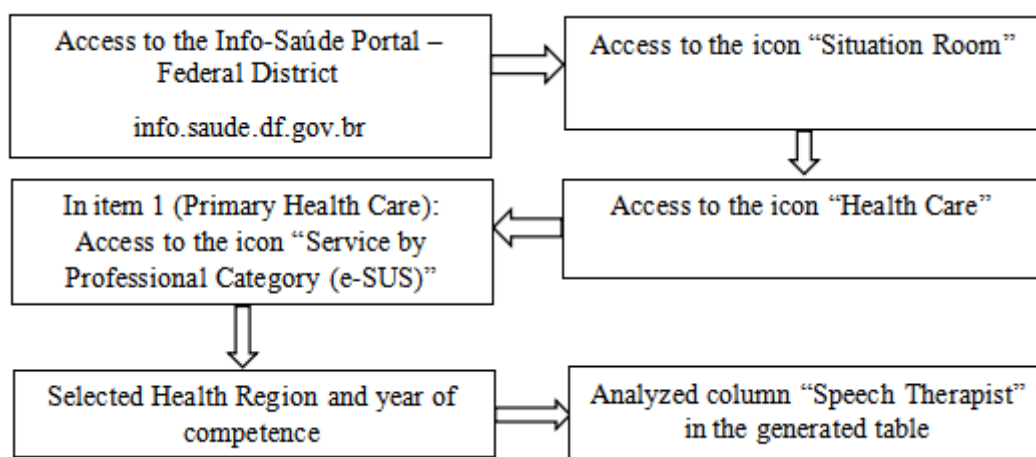 Access to the Info-Saúde Portal –
Federal District
info.saude.df.gov.br
Access to the icon “Situation Room”
Access to the icon “Health Care”
In item 1 (Primary Health Care):
Access to the icon “Service by
Professional Category (e-SUS)”
Selected Health Region and year of
competence
Analyzed column “Speech Therapist”
in the generated table